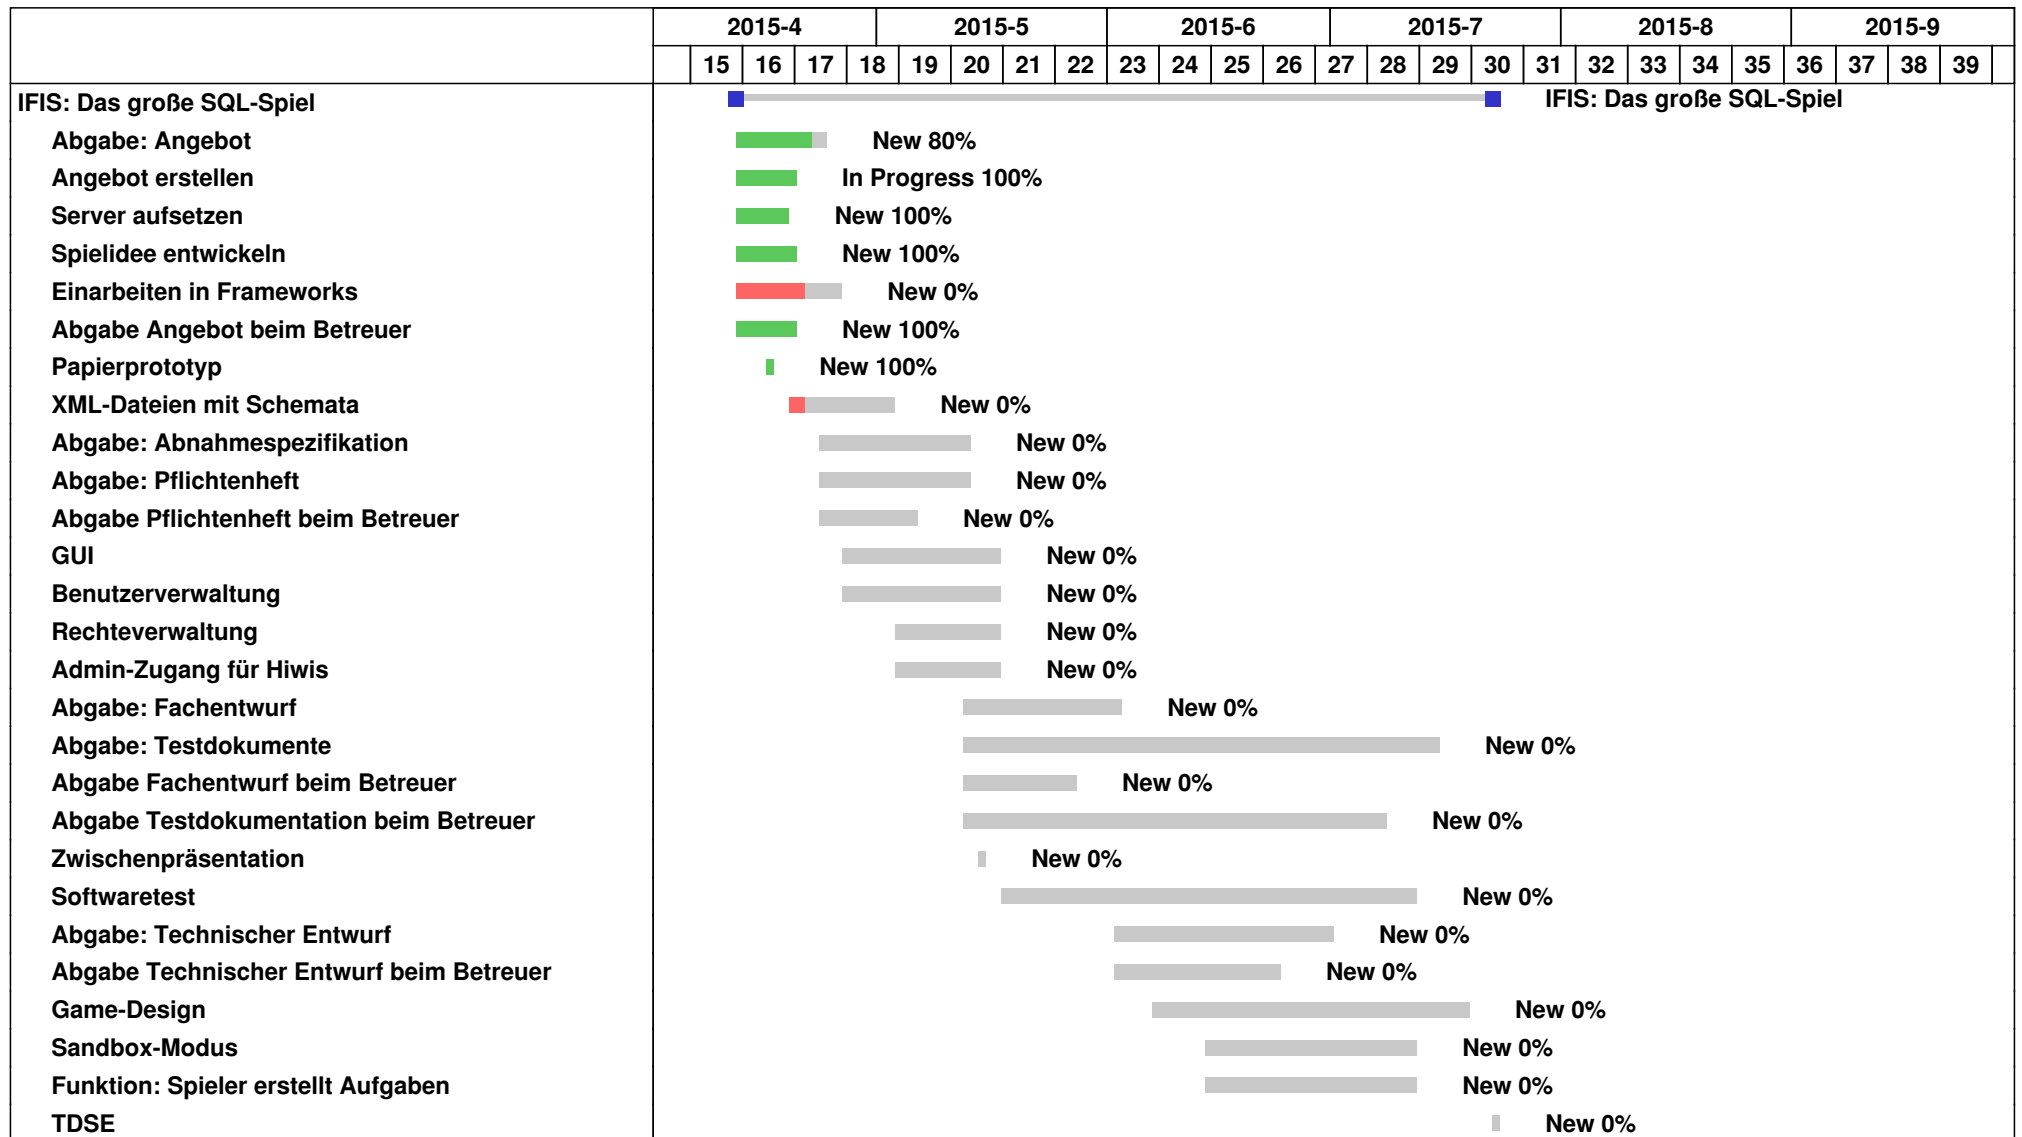 2015-4 2015-5 2015-6 2015-7 2015-8 2015-9
15 16 17 18 19 20 21 22 23 24 25 26 27 28 29 30 31 32 33 34 35 36 37 38 39
IFIS: Das große SQL-Spiel IFIS: Das große SQL-Spiel
Abgabe: Angebot New 80%
Angebot erstellen In Progress 100%
Server aufsetzen New 100%
Spielidee entwickeln New 100%
Einarbeiten in Frameworks New 0%
Abgabe Angebot beim Betreuer New 100%
Papierprototyp New 100%
XML-Dateien mit Schemata New 0%
Abgabe: Abnahmespezifikation New 0%
Abgabe: Pflichtenheft New 0%
Abgabe Pflichtenheft beim Betreuer New 0%
GUI New 0%
Benutzerverwaltung New 0%
Rechteverwaltung New 0%
Admin-Zugang für Hiwis New 0%
Abgabe: Fachentwurf New 0%
Abgabe: Testdokumente New 0%
Abgabe Fachentwurf beim Betreuer New 0%
Abgabe Testdokumentation beim Betreuer New 0%
Zwischenpräsentation New 0%
Softwaretest New 0%
Abgabe: Technischer Entwurf New 0%
Abgabe Technischer Entwurf beim Betreuer New 0%
Game-Design New 0%
Sandbox-Modus New 0%
Funktion: Spieler erstellt Aufgaben New 0%
TDSE New 0%